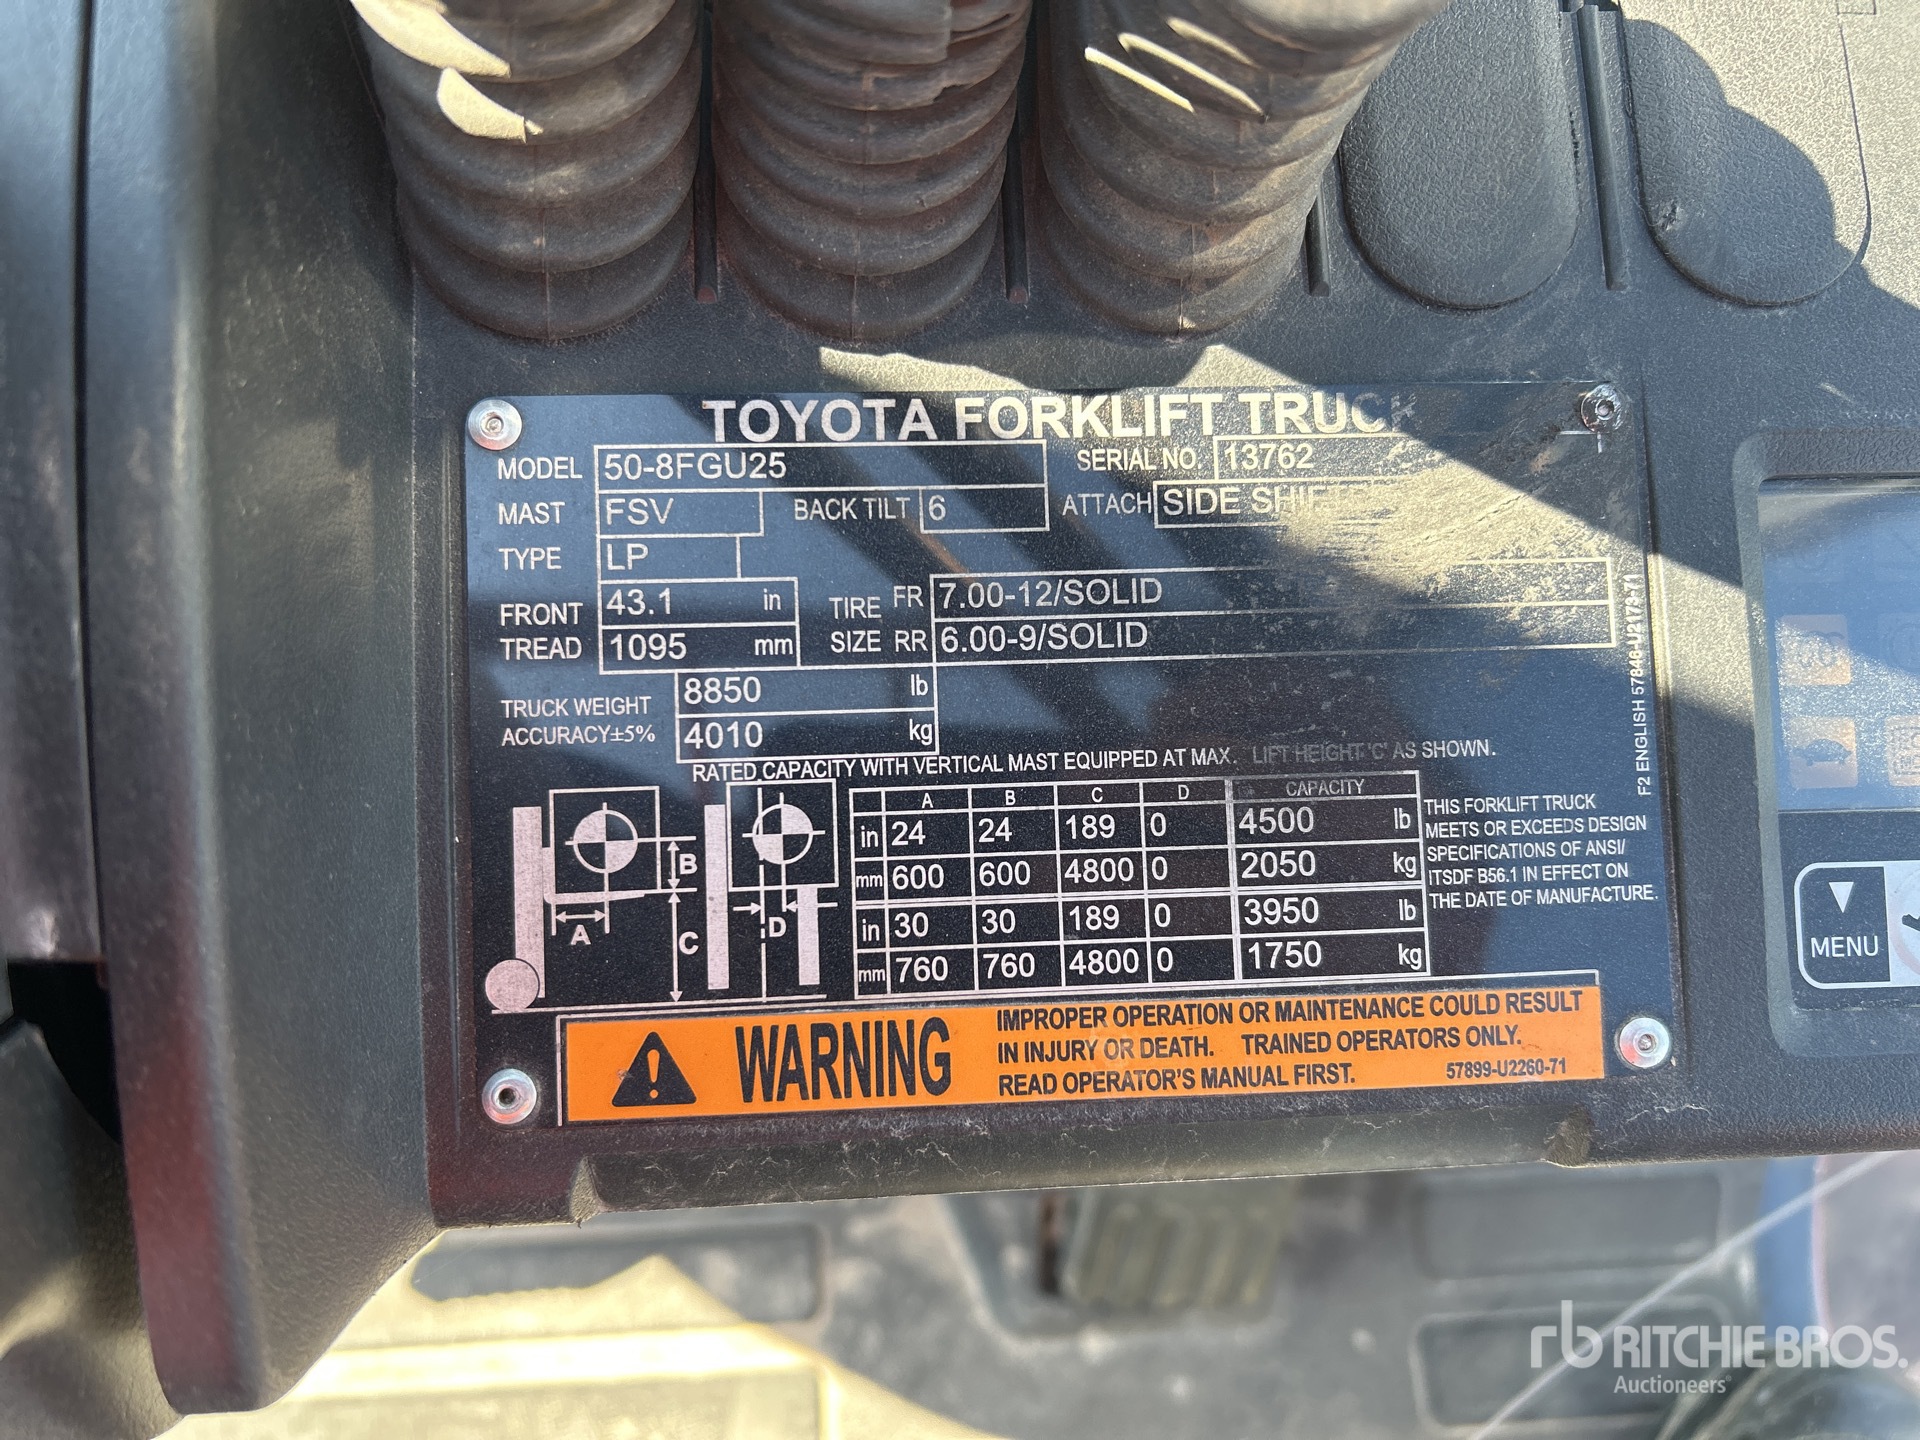 TOYOTA FORKLIFT TRUCK
MODEL 50-8FGU25 SERIAL NO. 13762
MAST FSV BACK TILT 6 ATTACH SIDE SHIFT
TYPE LP
FRONT TREAD 43.1 in TIRE SIZE FR 7.00-12/SOLID
1095 mm RR 6.00-9/SOLID
TRUCK WEIGHT 8850 lb
ACCURACY±5% 4010 kg
RATED CAPACITY WITH VERTICAL MAST EQUIPPED AT MAX. LIFT HEIGHT 'C' AS SHOWN.
A B C D CAPACITY
in 24 24 189 0 4500 lb
mm 600 600 4800 0 2050 kg
in 30 30 189 0 3950 lb
mm 760 760 4800 0 1750 kg
B
A
C
D
THIS FORKLIFT TRUCK
MEETS OR EXCEEDS DESIGN
SPECIFICATIONS OF ANSI/
ITSDF B56.1 IN EFFECT ON
THE DATE OF MANUFACTURE.
F2 ENGLISH 57846-U2173-71
WARNING
IMPROPER OPERATION OR MAINTENANCE COULD RESULT
IN INJURY OR DEATH. TRAINED OPERATORS ONLY.
READ OPERATOR'S MANUAL FIRST. 57899-U2260-71
MENU
rb RITCHIE BROS.
Auctioneers